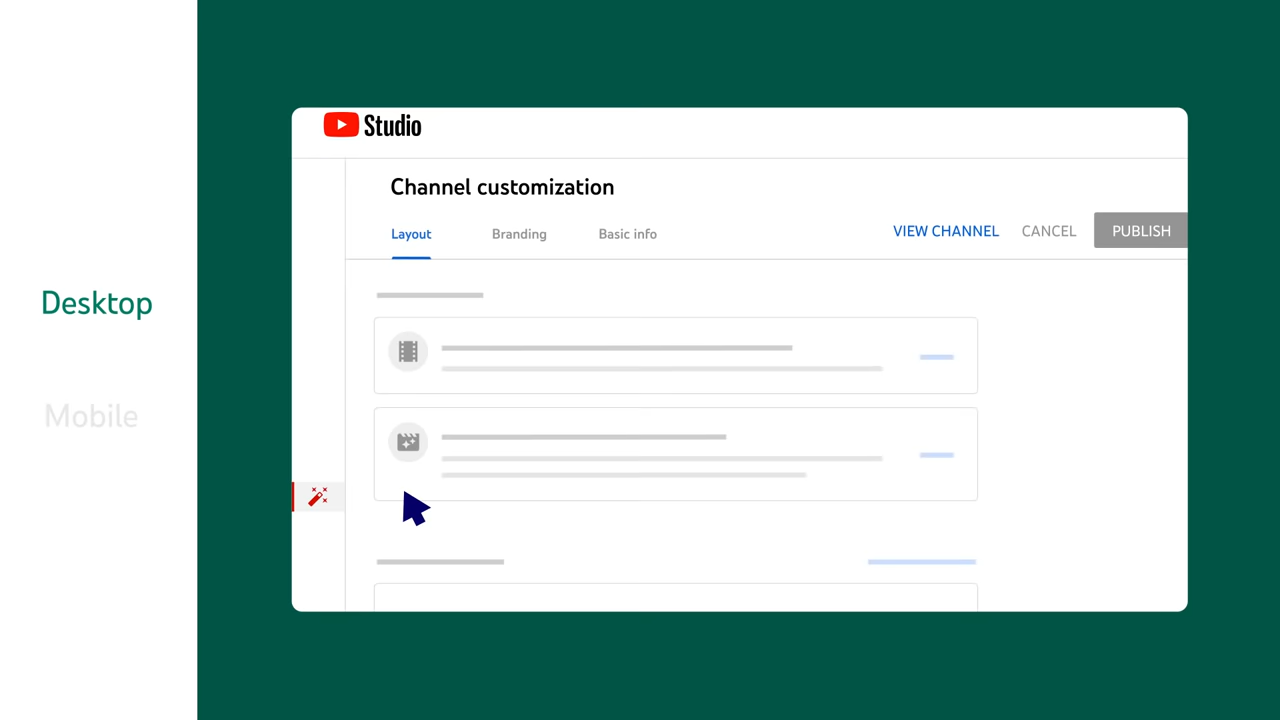 Studio
Channel customization
Layout Branding Basic info VIEW CHANNEL CANCEL PUBLISH
Desktop
Mobile